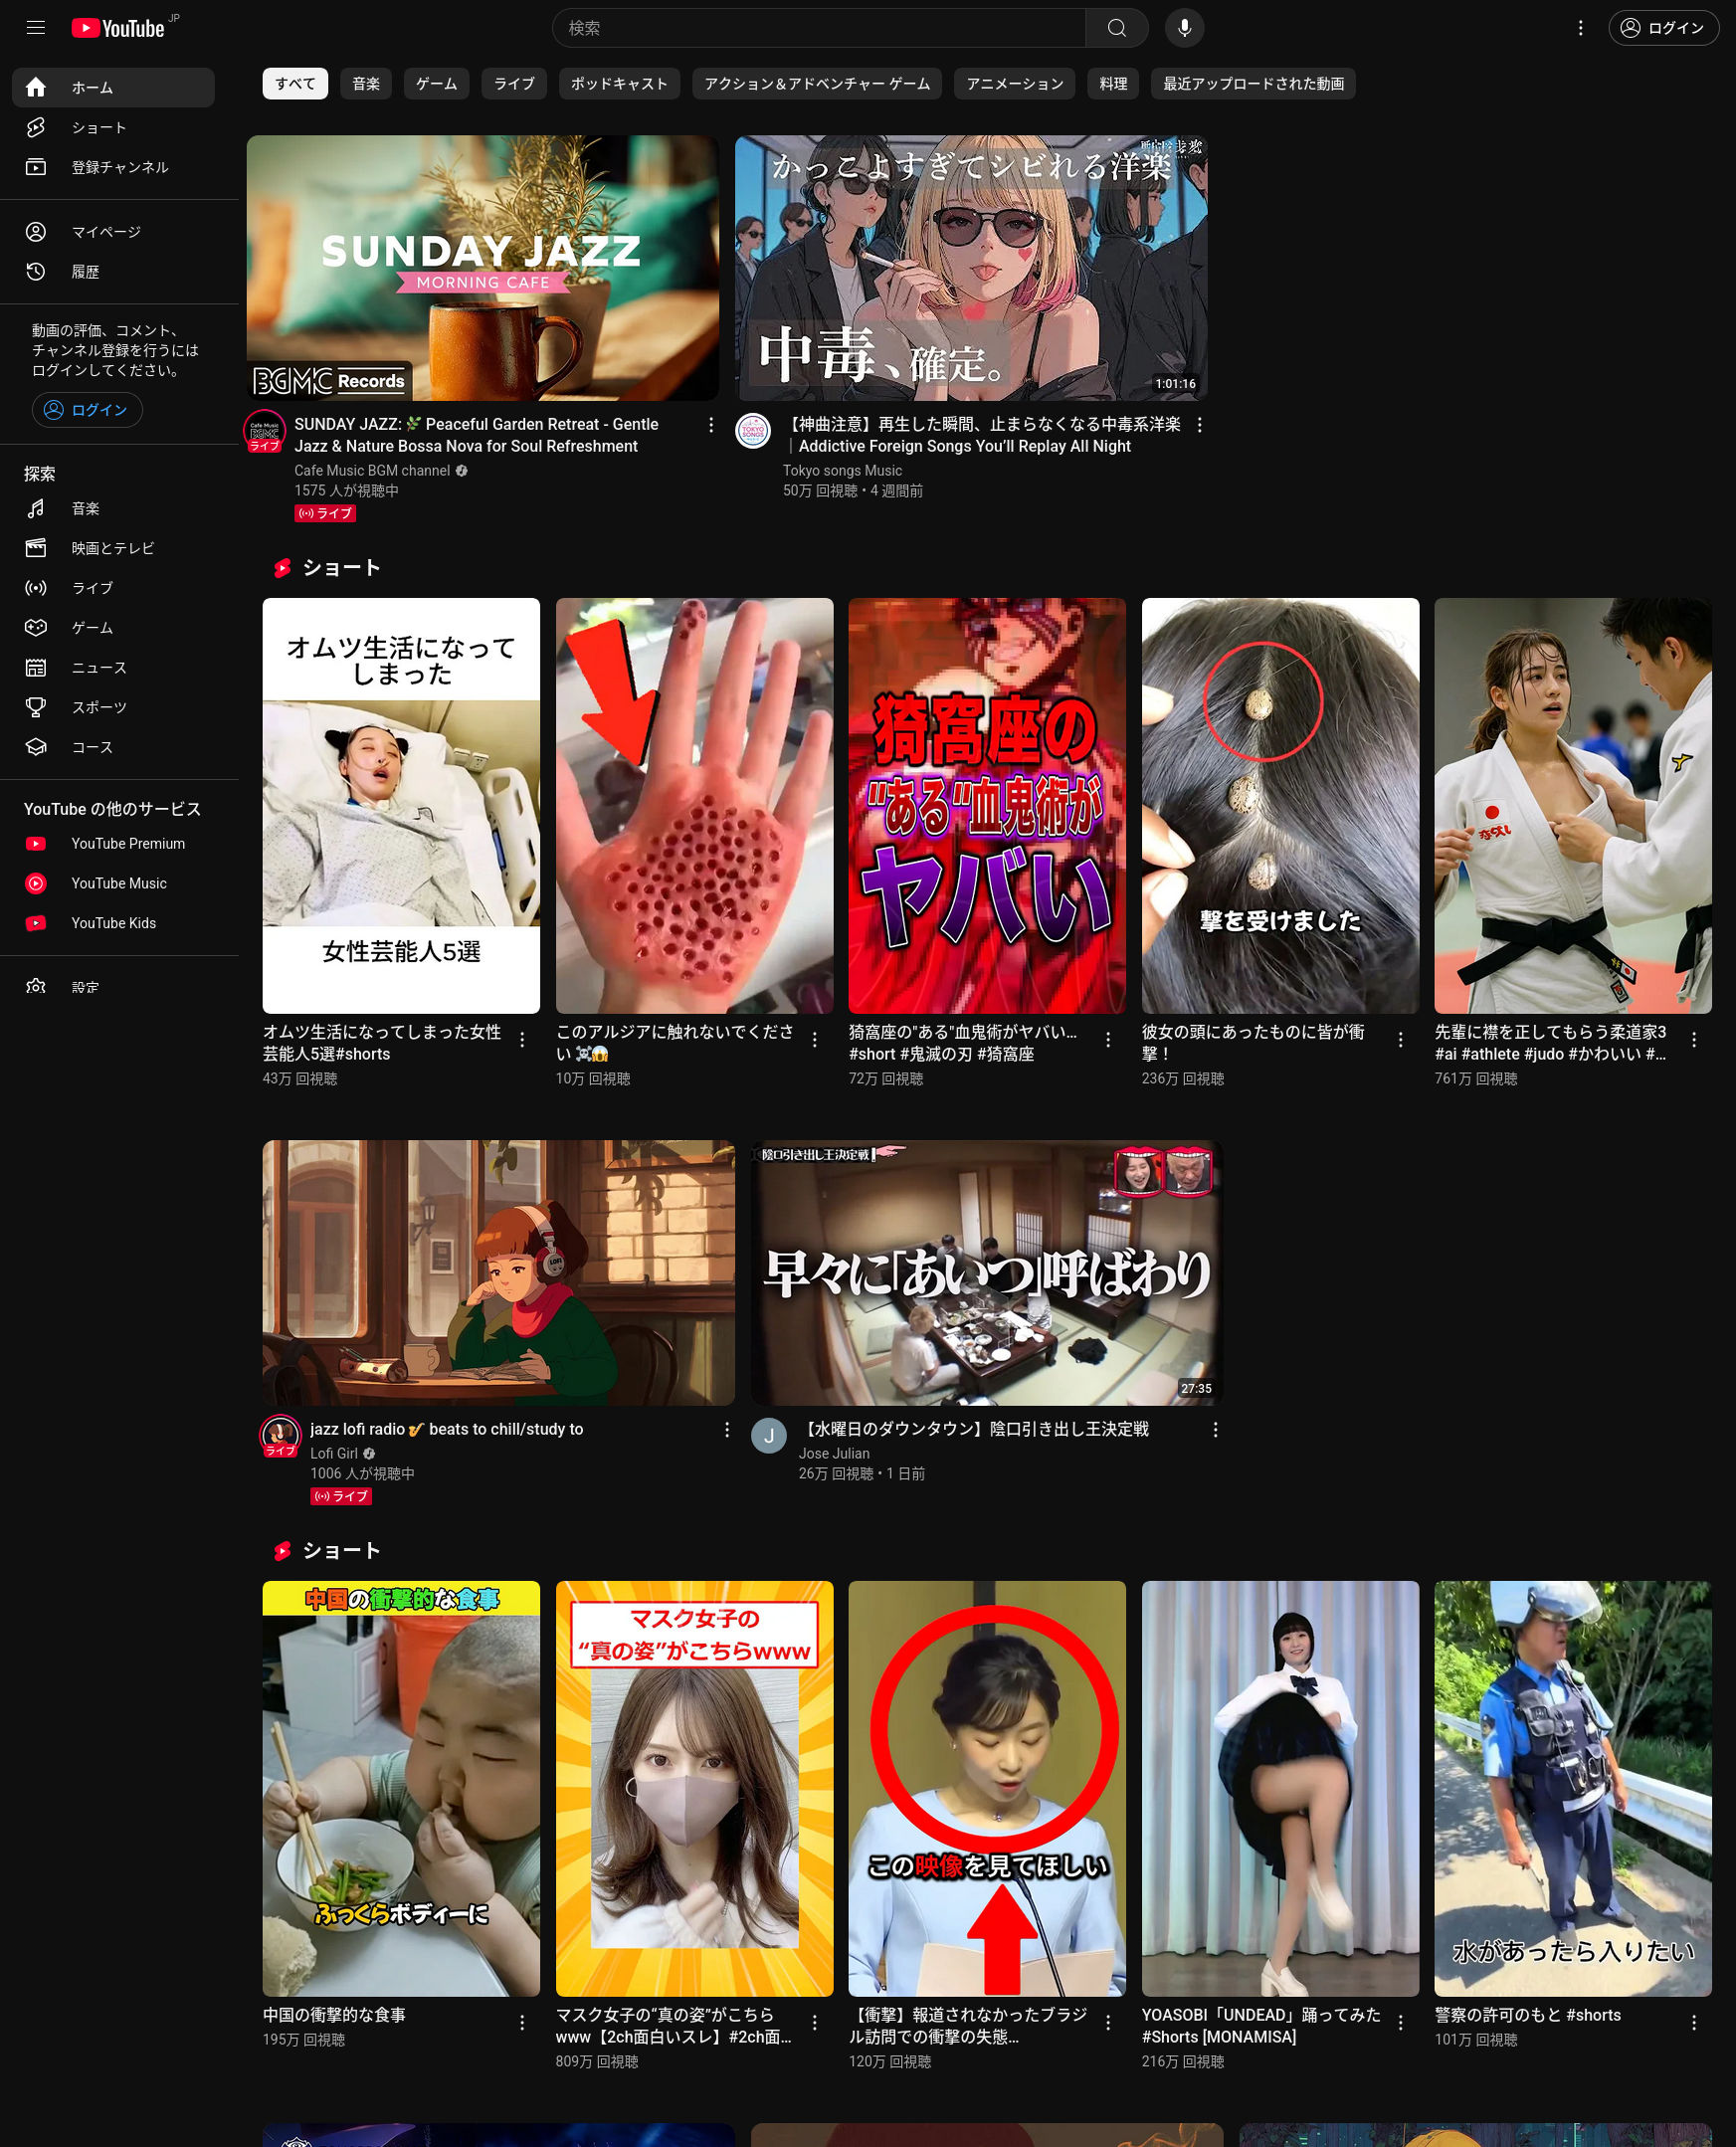 YouTube JP
検索
ログイン
ホーム
ショート
登録チャンネル
マイページ
履歴
動画の評価、コメント、
チャンネル登録を行うには
ログインしてください。
ログイン
探索
音楽
映画とテレビ
ライブ
ゲーム
ニュース
スポーツ
コース
YouTube の他のサービス
YouTube Premium
YouTube Music
YouTube Kids
設定
すべて
音楽
ゲーム
ライブ
ポッドキャスト
アクション＆アドベンチャー ゲーム
アニメーション
料理
最近アップロードされた動画
SUNDAY JAZZ
MORNING CAFE
BGMC Records
ライブ
SUNDAY JAZZ: 🌿 Peaceful Garden Retreat - Gentle
Jazz & Nature Bossa Nova for Soul Refreshment
Cafe Music BGM channel
1575 人が視聴中
ライブ
かっこよすぎてシビれる洋楽
中毒、確定。
1:01:16
TOKYO SONGS
【神曲注意】再生した瞬間、止まらなくなる中毒系洋楽
｜Addictive Foreign Songs You’ll Replay All Night
Tokyo songs Music
50万 回視聴 • 4 週間前
ショート
オムツ生活になって
しまった
女性芸能人5選
オムツ生活になってしまった女性
芸能人5選#shorts
43万 回視聴
このアルジアに触れないでくださ
い ☠️😱
10万 回視聴
猗窩座の
"ある"血鬼術が
ヤバい
猗窩座の"ある"血鬼術がヤバい...
#short #鬼滅の刃 #猗窩座
72万 回視聴
撃を受けました
彼女の頭にあったものに皆が衝
撃！
236万 回視聴
先輩に襟を正してもらう柔道家3
#ai #athlete #judo #かわいい #...
761万 回視聴
LOFI
ライブ
jazz lofi radio 🎷 beats to chill/study to
Lofi Girl
1006 人が視聴中
ライブ
陰口引き出し王決定戦
早々に「あいつ」呼ばわり
27:35
J
【水曜日のダウンタウン】陰口引き出し王決定戦
Jose Julian
26万 回視聴 • 1 日前
ショート
中国の衝撃的な食事
ふっくらボディーに
中国の衝撃的な食事
195万 回視聴
マスク女子の
“真の姿”がこちらwww
マスク女子の“真の姿”がこちら
www【2ch面白いスレ】#2ch面...
809万 回視聴
この映像を見てほしい
【衝撃】報道されなかったブラジ
ル訪問での衝撃の失態...
120万 回視聴
YOASOBI「UNDEAD」踊ってみた
#Shorts [MONAMISA]
216万 回視聴
水があったら入りたい
警察の許可のもと #shorts
101万 回視聴